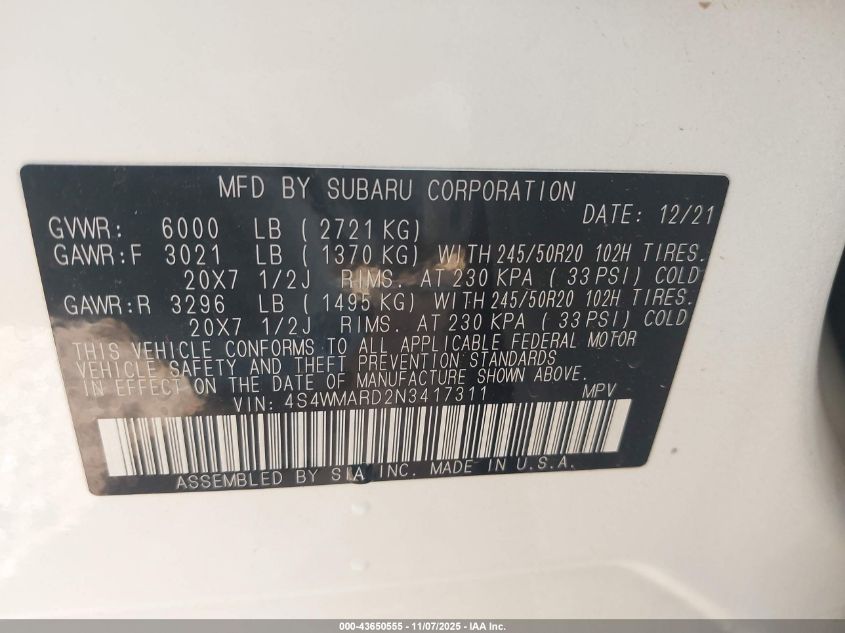 MFD BY SUBARU CORPORATION
DATE: 12/21
GVWR: 6000 LB ( 2721 KG)
GAWR:F 3021 LB ( 1370 KG) WITH 245/50R20 102H TIRES.
20X7 1/2J RIMS. AT 230 KPA ( 33 PSI) COLD
GAWR:R 3296 LB ( 1495 KG) WITH 245/50R20 102H TIRES.
20X7 1/2J RIMS. AT 230 KPA ( 33 PSI) COLD
THIS VEHICLE CONFORMS TO ALL APPLICABLE FEDERAL MOTOR
VEHICLE SAFETY AND THEFT PREVENTION STANDARDS
IN EFFECT ON THE DATE OF MANUFACTURE SHOWN ABOVE.
VIN: 4S4WMARD2N3417311 MPV
ASSEMBLED BY SIA INC. MADE IN U.S.A.
000-43650555 - 11/07/2025 - IAA Inc.